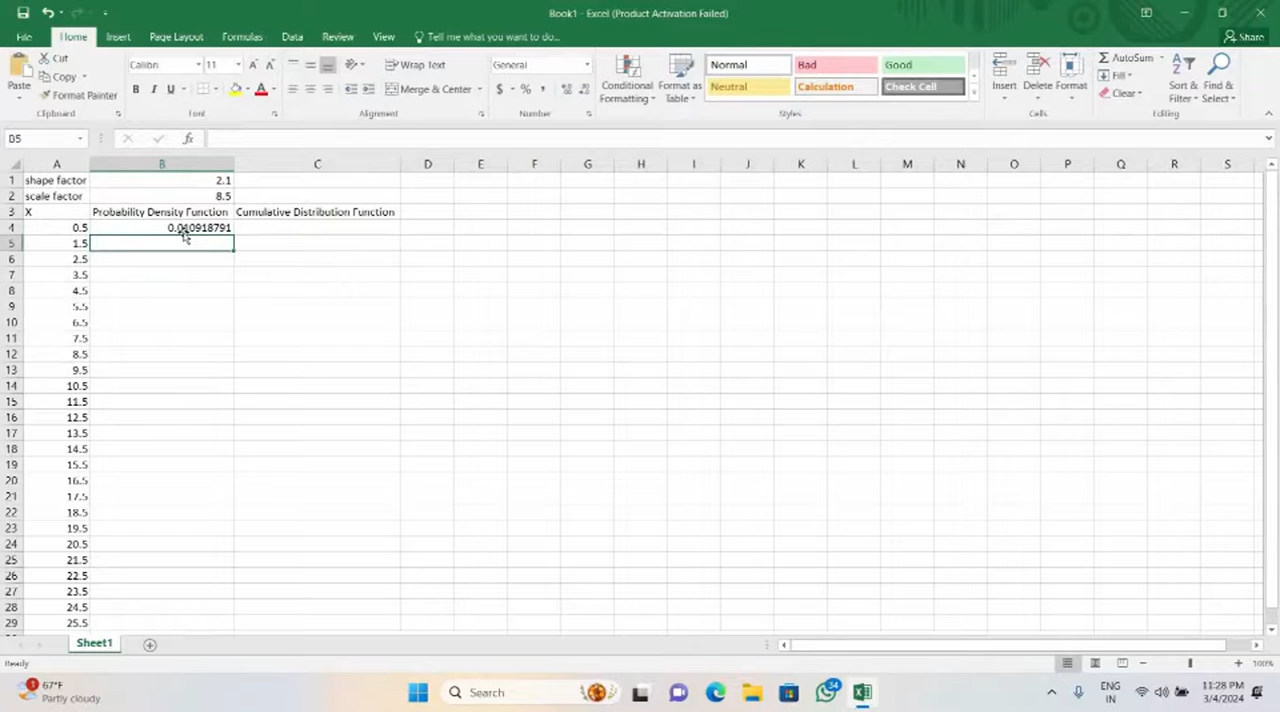 Book1 - Excel (Product Activation Failed)
File Home Insert Page Layout Formulas Data Review View Tell me what you want to do... Share
Paste Cut Copy Format Painter Clipboard
Calibri 11 B I U Font
Wrap Text Merge & Center Alignment
General $ % , Number
Conditional Formatting Format as Table
Normal Bad Good
Neutral Calculation Check Cell
Styles
Insert Delete Format Cells
AutoSum Fill Clear Sort & Filter Find & Select Editing
B5 fx
A B C D E F G H I J K L M N O P Q R S
1 shape factor 2.1
2 scale factor 8.5
3 X Probability Density Function Cumulative Distribution Function
4 0.5 0.010918791
5 1.5
6 2.5
7 3.5
8 4.5
9 5.5
10 6.5
11 7.5
12 8.5
13 9.5
14 10.5
15 11.5
16 12.5
17 13.5
18 14.5
19 15.5
20 16.5
21 17.5
22 18.5
23 19.5
24 20.5
25 21.5
26 22.5
27 23.5
28 24.5
29 25.5
Sheet1
Ready 100%
1 67°F
Partly cloudy
Search
34
ENG
IN
11:28 PM
3/4/2024